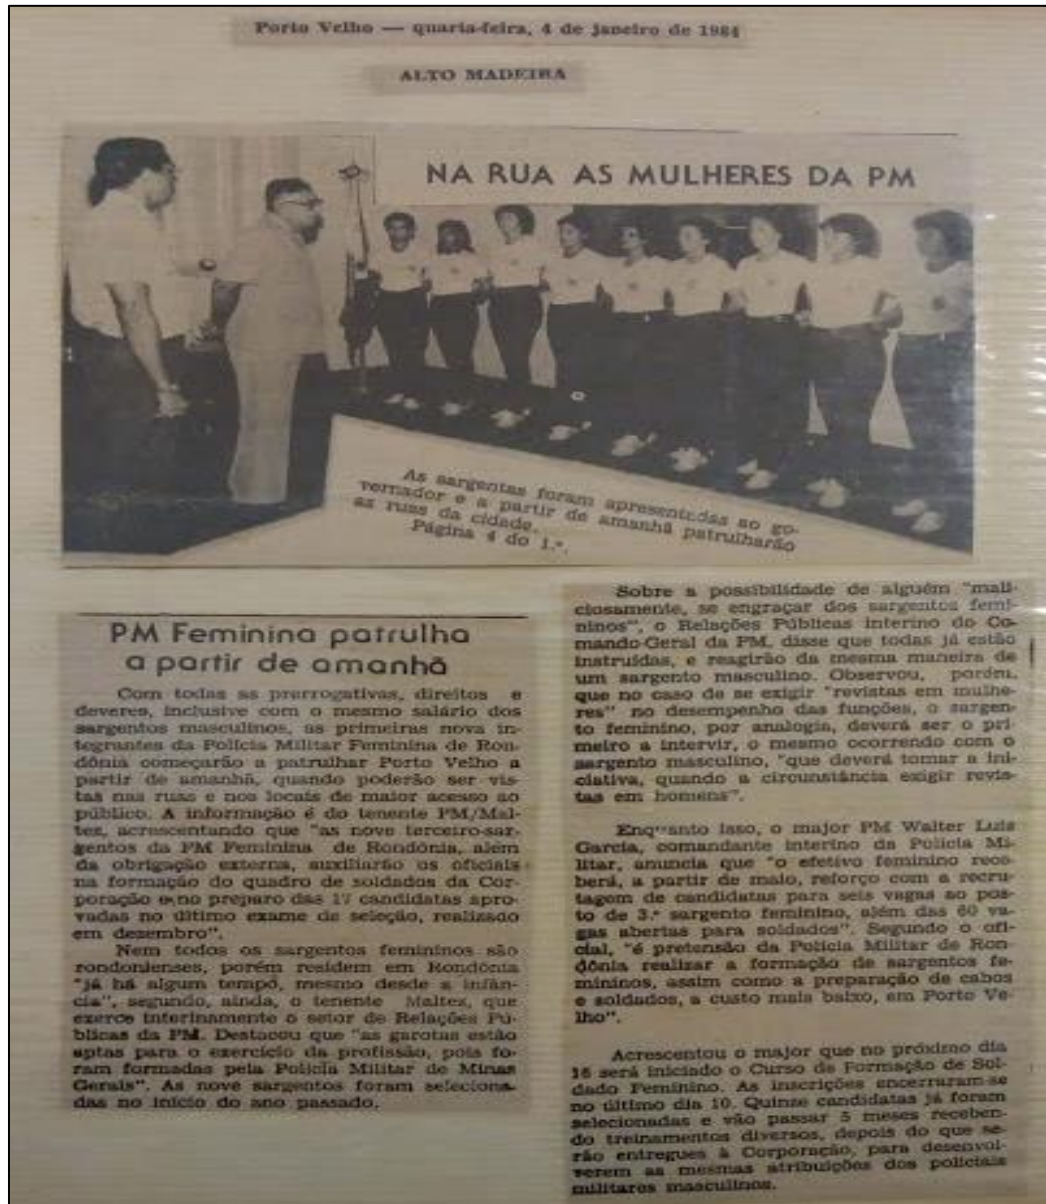 Porto Velho — quarta-feira, 4 de janeiro de 1984
ALTO MADEIRA
NA RUA AS MULHERES DA PM
As sargentas foram apresentadas ao go-
vernador e a partir de amanhã patrulharão
as ruas da cidade.
Página 4 do 1.º.
PM Feminina patrulha
a partir de amanhã
Com todas as prerrogativas, direitos e
deveres, inclusive com o mesmo salário dos
sargentos masculinos, as primeiras nova in-
tegrantes da Polícia Militar Feminina de Ron-
dônia começarão a patrulhar Porto Velho a
partir de amanhã, quando poderão ser vis-
tas nas ruas e nos locais de maior acesso ao
público. A informação é do tenente PM/Mal-
tez, acrescentando que "as nove terceiro-sar-
gentos da PM Feminina de Rondônia, além
da obrigação externa, auxiliarão os oficiais
na formação do quadro de soldados da Cor-
poração e no preparo das 17 candidatas apro-
vadas no último exame de seleção, realizado
em dezembro".
Nem todos os sargentos femininos são
rondonienses, porém residem em Rondônia
"já há algum tempo, mesmo desde a infân-
cia", segundo, ainda, o tenente Maltez, que
exerce interinamente o setor de Relações Pú-
blicas da PM. Destacou que "as garotas estão
aptas para o exercício da profissão, pois fo-
ram formadas pela Polícia Militar de Minas
Gerais". As nove sargentos foram seleciona-
das no início do ano passado.
Sobre a possibilidade de alguém "mali-
ciosamente, se engraçar dos sargentos femi-
ninos", o Relações Públicas interino do Co-
mando-Geral da PM, disse que todas já estão
instruídas, e reagirão da mesma maneira de
um sargento masculino. Observou, porém,
que no caso de se exigir "revistas em mulhe-
res" no desempenho das funções, o sargen-
to feminino, por analogia, deverá ser o pri-
meiro a intervir, o mesmo ocorrendo com o
sargento masculino, "que deverá tomar a ini-
ciativa, quando a circunstância exigir revis-
tas em homens".
Enquanto isso, o major PM Walter Luis
Garcia, comandante interino da Polícia Mi-
litar, anuncia que "o efetivo feminino rece-
berá, a partir de maio, reforço com a recru-
tagem de candidatas para seis vagas ao pos-
to de 3.º sargento feminino, além das 60 va-
gas abertas para soldados". Segundo o ofi-
cial, "é pretensão da Polícia Militar de Ron-
dônia realizar a formação de sargentos fe-
mininos, assim como a preparação de cabos
e soldados, a custo mais baixo, em Porto Ve-
lho".
Acrescentou o major que no próximo dia
16 será iniciado o Curso de Formação de Sol-
dado Feminino. As inscrições encerraram-se
no último dia 10. Quinze candidatas já foram
selecionadas e vão passar 5 meses receben-
do treinamentos diversos, depois do que se-
rão entregues à Corporação, para desenvol-
verem as mesmas atribuições dos policiais
militares masculinos.